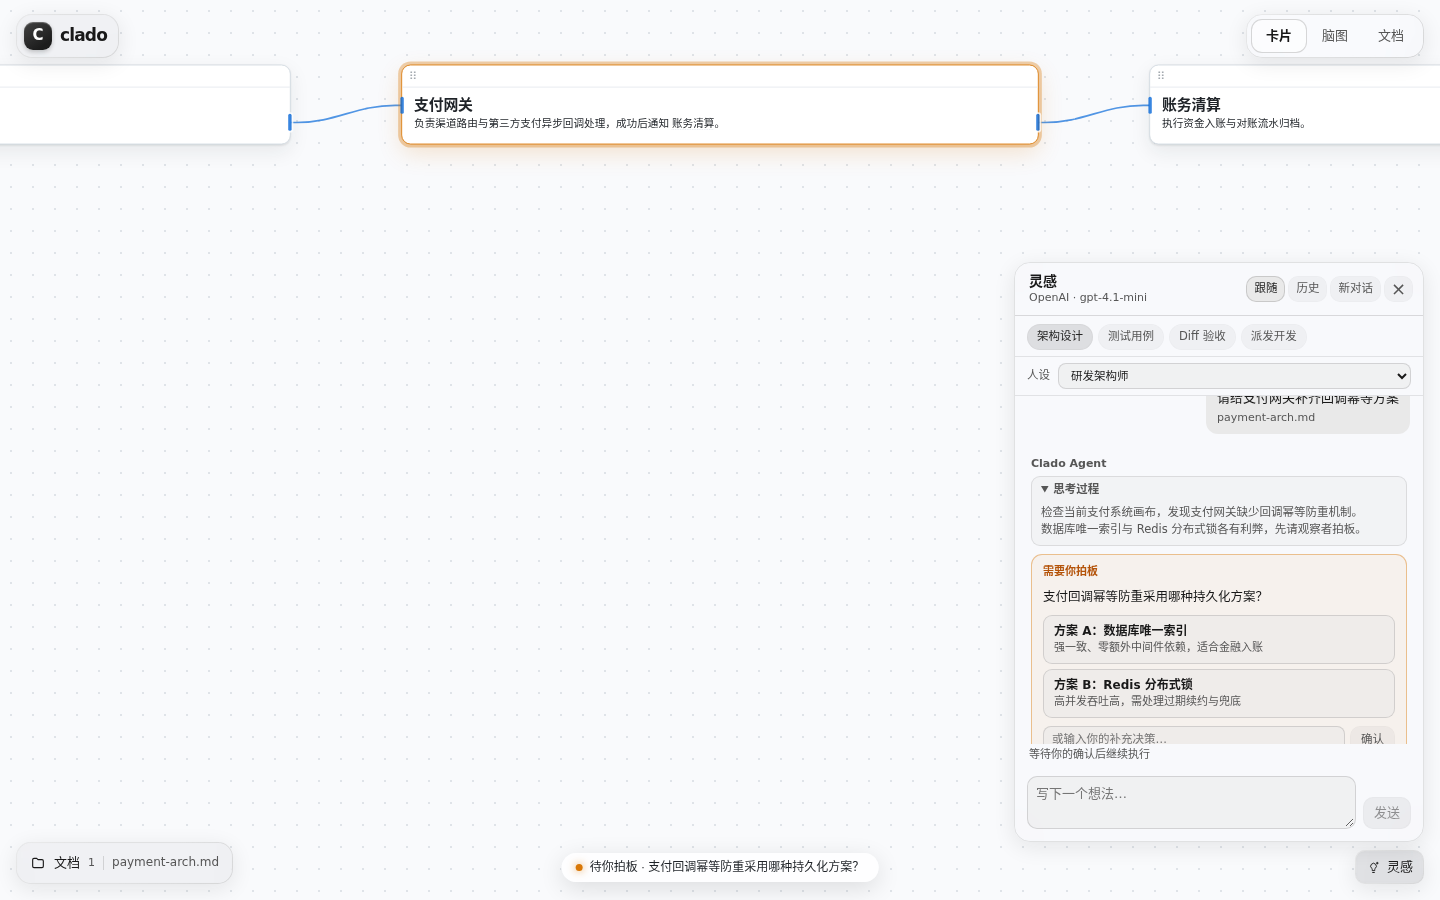 C clado
卡片 脑图 文档
支付网关
负责渠道路由与第三方支付异步回调处理，成功后通知 账务清算。
账务清算
执行资金入账与对账流水归档。
灵感
OpenAI · gpt-4.1-mini
跟随 历史 新对话
架构设计 测试用例 Diff 验收 派发开发
人设 研发架构师
请给支付网关补齐回调幂等方案
payment-arch.md
Clado Agent
▼ 思考过程
检查当前支付系统画布，发现支付网关缺少回调幂等防重机制。
数据库唯一索引与 Redis 分布式锁各有利弊，先请观察者拍板。
需要你拍板
支付回调幂等防重采用哪种持久化方案？
方案 A：数据库唯一索引
强一致、零额外中间件依赖，适合金融入账
方案 B：Redis 分布式锁
高并发吞吐高，需处理过期续约与兜底
或输入你的补充决策… 确认
等待你的确认后继续执行
写下一个想法…
发送
文档 1 payment-arch.md
待你拍板 · 支付回调幂等防重采用哪种持久化方案？
灵感